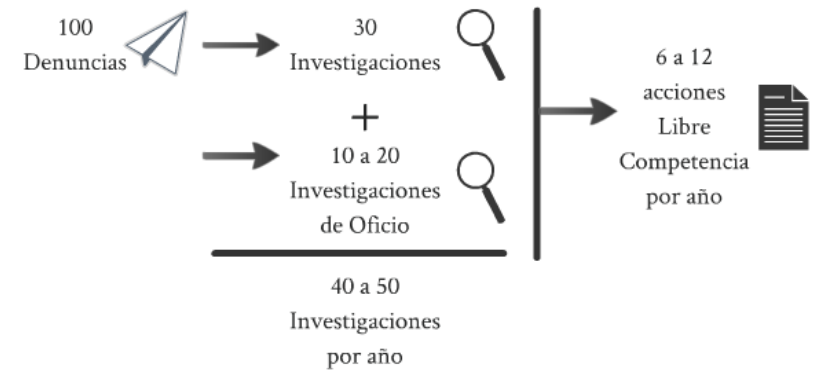 100
Denuncias
30
Investigaciones
+
10 a 20
Investigaciones
de Oficio
40 a 50
Investigaciones
por año
6 a 12
acciones
Libre
Competencia
por año